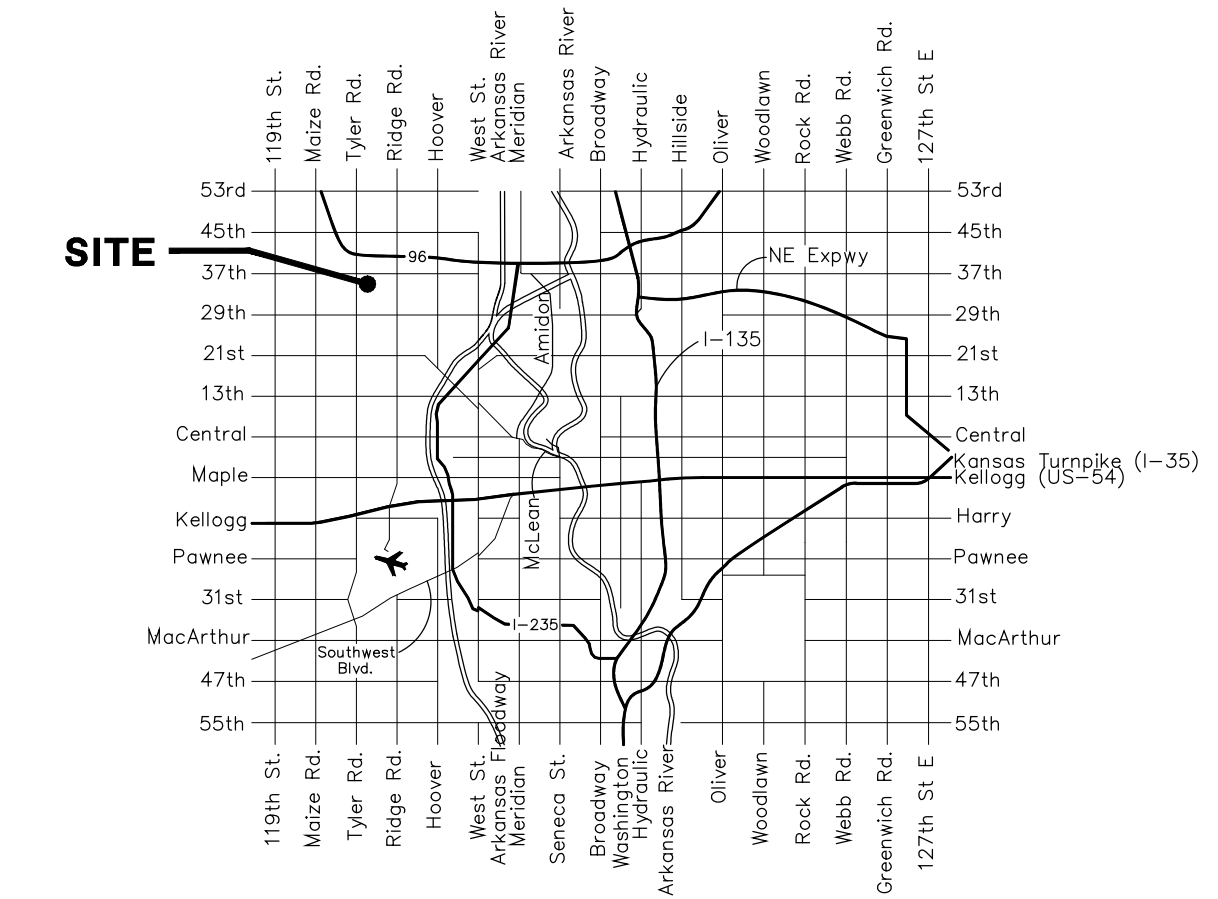 119th St.
Maize Rd.
Tyler Rd.
Ridge Rd.
Hoover
West St.
Arkansas River
Meridian
Arkansas River
Broadway
Hydraulic
Hillside
Oliver
Woodlawn
Rock Rd.
Webb Rd.
Greenwich Rd.
127th St E
53rd
53rd
45th
45th
SITE
96
NE Expwy
37th
37th
29th
29th
Amidon
I-135
21st
21st
13th
13th
Central
Central
Kansas Turnpike (I-35)
Maple
Kellogg (US-54)
Kellogg
Harry
McLean
Pawnee
Pawnee
31st
31st
I-235
MacArthur
MacArthur
Southwest
Blvd.
47th
47th
55th
55th
119th St.
Maize Rd.
Tyler Rd.
Ridge Rd.
Hoover
West St.
Arkansas Floodway
Meridian
Seneca St.
Broadway
Washington
Hydraulic
Arkansas River
Oliver
Woodlawn
Rock Rd.
Webb Rd.
Greenwich Rd.
127th St E